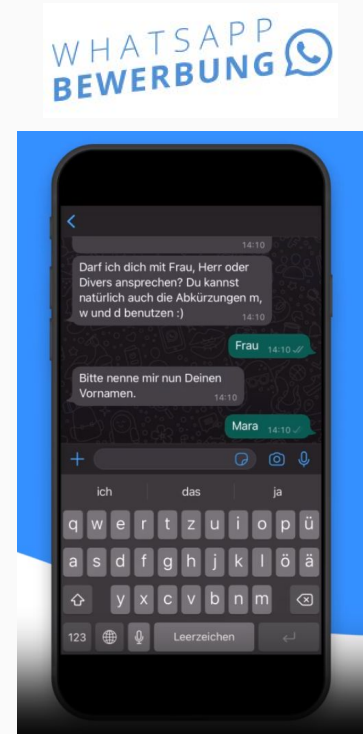 WHATSAPP
BEWERBUNG
14:10
Darf ich dich mit Frau, Herr oder
Divers ansprechen? Du kannst
natürlich auch die Abkürzungen m,
w und d benutzen :)
14:10
Frau 14:10
Bitte nenne mir nun Deinen
Vornamen.
14:10
Mara 14:10
ich das ja
q w e r t z u i o p ü
a s d f g h j k l ö ä
y x c v b n m
123 Leerzeichen